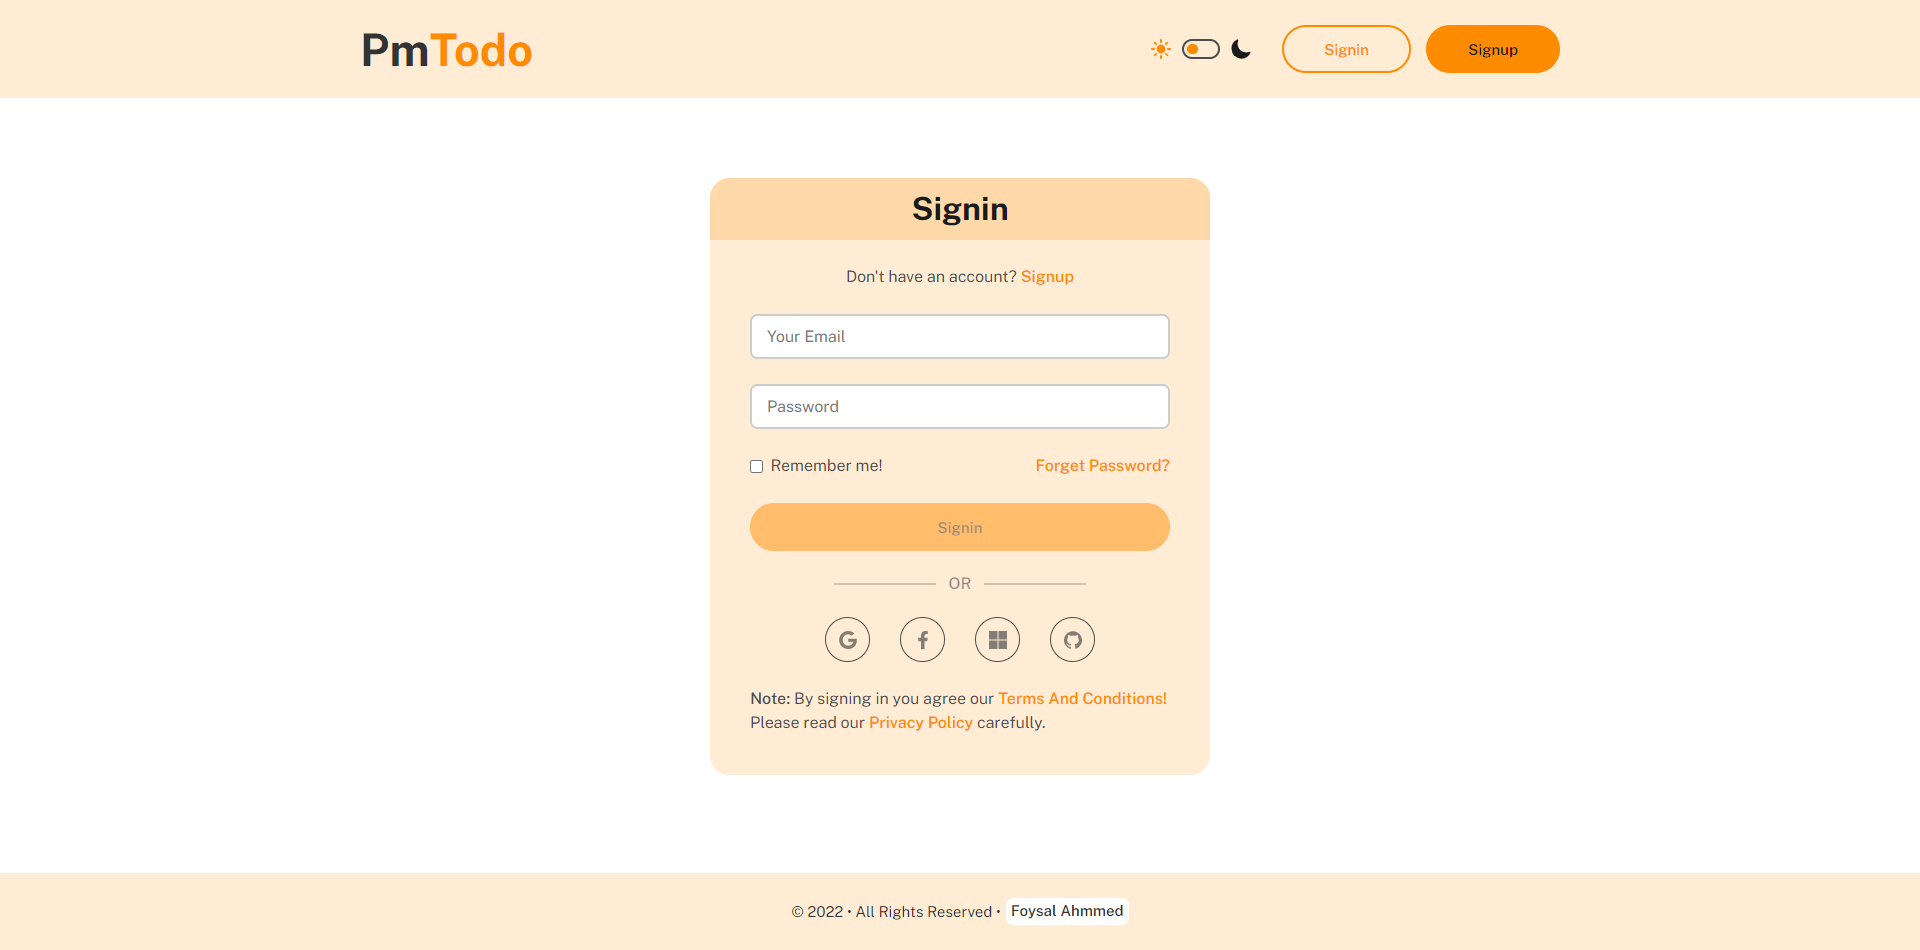 PmTodo
Signin
Signup
Signin
Don't have an account? Signup
Your Email
Password
Remember me!
Forget Password?
Signin
OR
Note: By signing in you agree our Terms And Conditions!
Please read our Privacy Policy carefully.
© 2022 • All Rights Reserved • Foysal Ahmmed